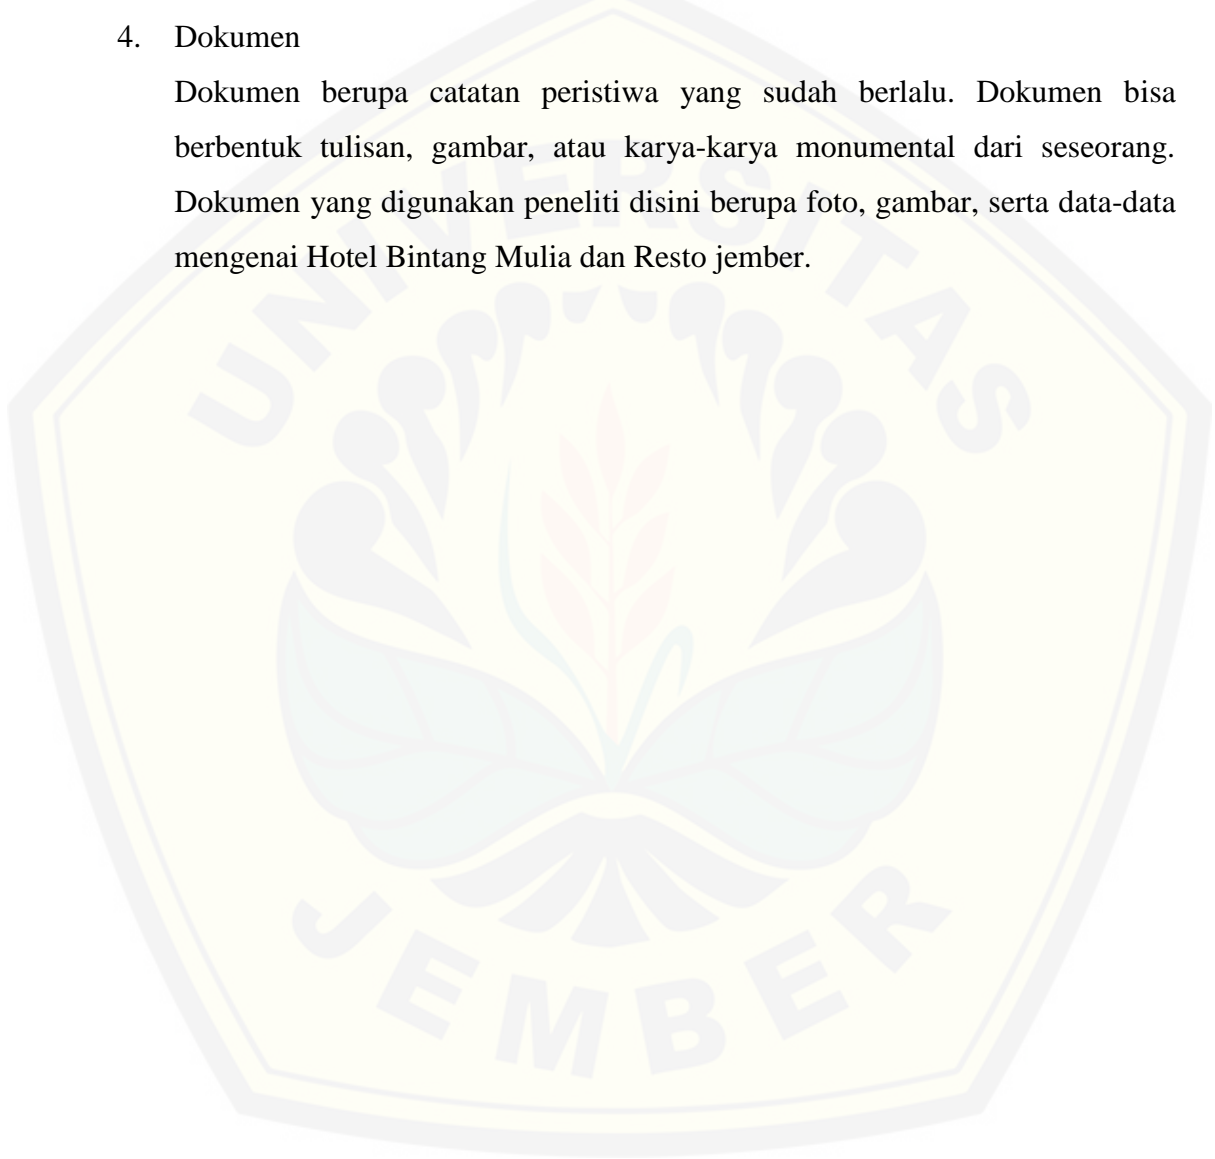 4. Dokumen
Dokumen berupa catatan peristiwa yang sudah berlalu. Dokumen bisa
berbentuk tulisan, gambar, atau karya-karya monumental dari seseorang.
Dokumen yang digunakan peneliti disini berupa foto, gambar, serta data-data
mengenai Hotel Bintang Mulia dan Resto jember.
UNIVERSITAS
JEMBER